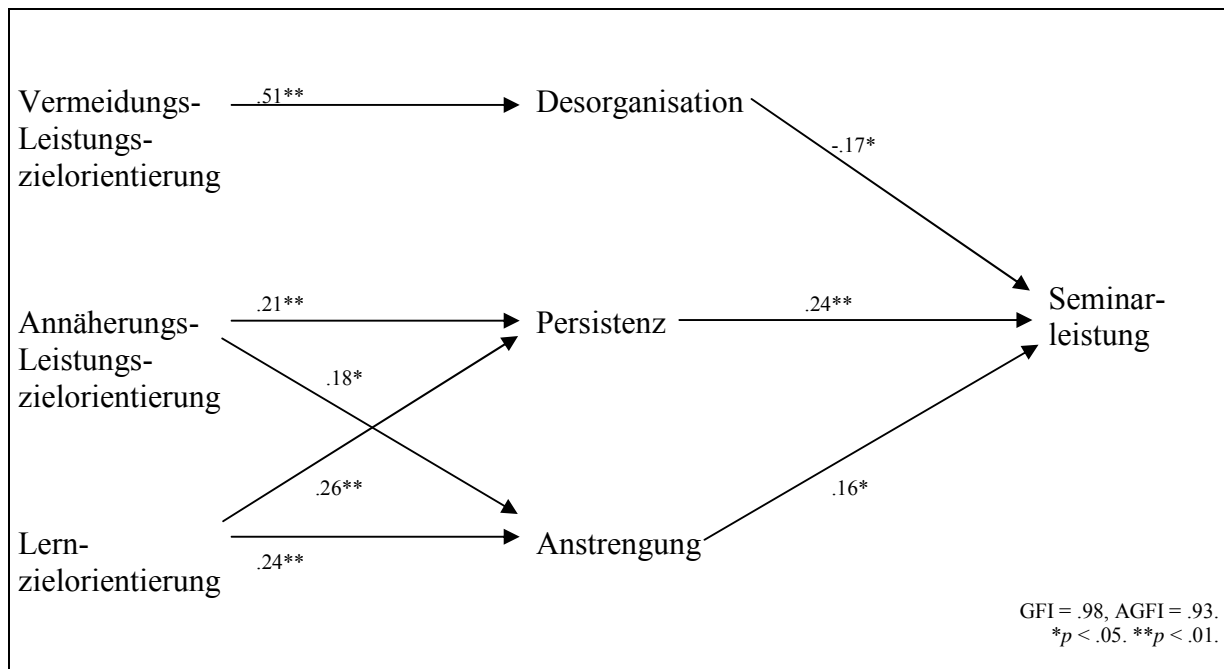 Vermeidungs-
Leistungs-
zielorientierung
.51**
Desorganisation
-.17*
Annäherungs-
Leistungs-
zielorientierung
.21**
Persistenz
.24**
Seminar-
leistung
.18*
.26**
.16*
Lern-
zielorientierung
.24**
Anstrengung
GFI = .98, AGFI = .93.
*p < .05. **p < .01.